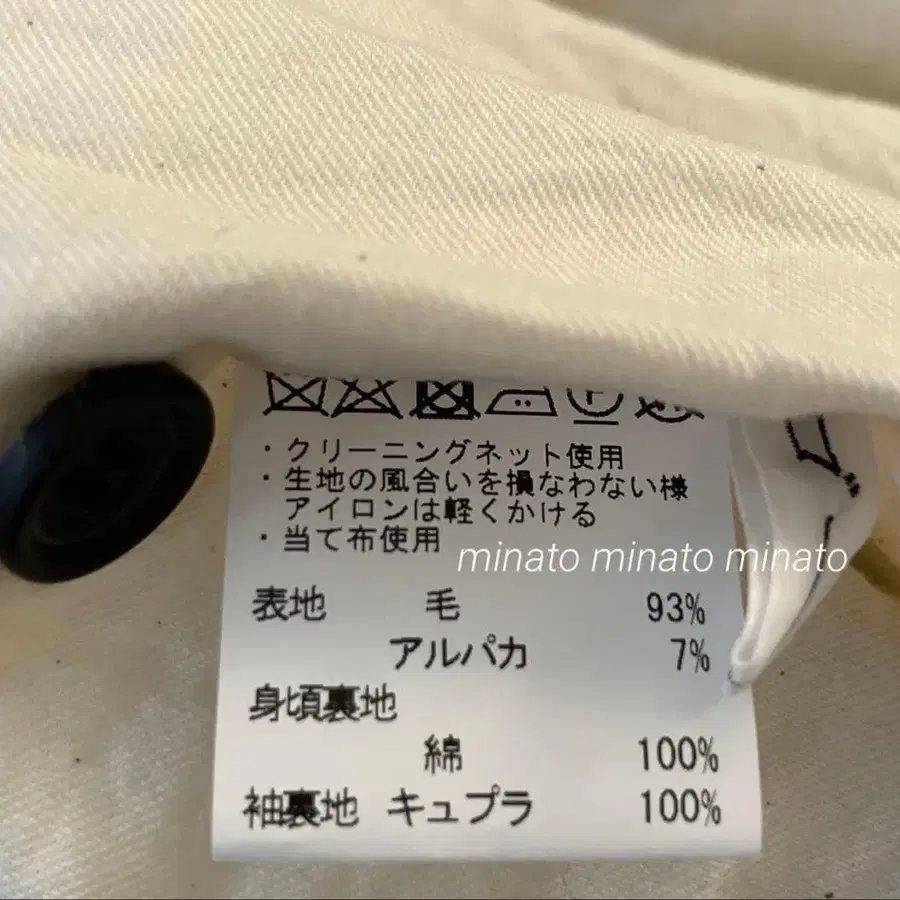 ・クリーニングネット使用
・生地の風合いを損なわない様
アイロンは軽くかける
・当て布使用
minato minato minato
表地 毛 93%
アルパカ 7%
身頃裏地
綿 100%
袖裏地 キュプラ 100%